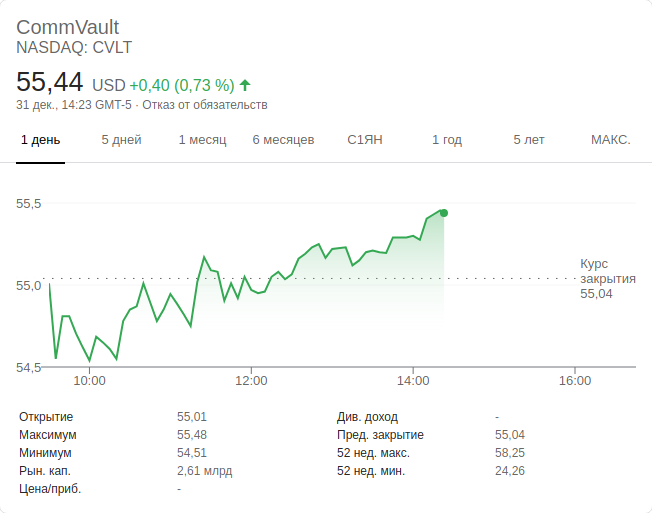 CommVault
NASDAQ: CVLT
55,44 USD +0,40 (0,73 %)
31 дек., 14:23 GMT-5 · Отказ от обязательств
1 день 5 дней 1 месяц 6 месяцев С1ЯН 1 год 5 лет МАКС.
55,5
55,0
54,5
Курс
закрытия
55,04
10:00 12:00 14:00 16:00
Открытие 55,01 Див. доход -
Максимум 55,48 Пред. закрытие 55,04
Минимум 54,51 52 нед. макс. 58,25
Рын. кап. 2,61 млрд 52 нед. мин. 24,26
Цена/приб. -